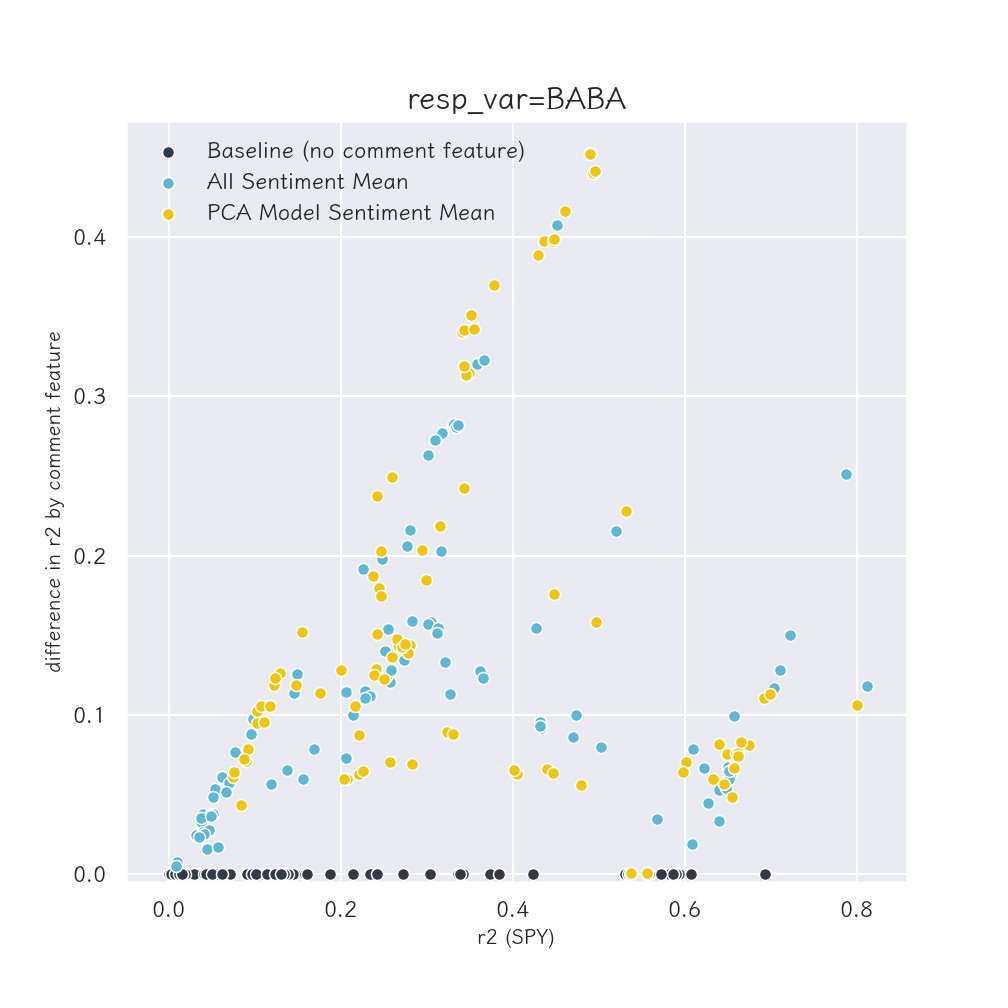 resp_var=BABA
Baseline (no comment feature)
All Sentiment Mean
PCA Model Sentiment Mean
difference in r2 by comment feature
0.4
0.3
0.2
0.1
0.0
0.0 0.2 0.4 0.6 0.8
r2 (SPY)